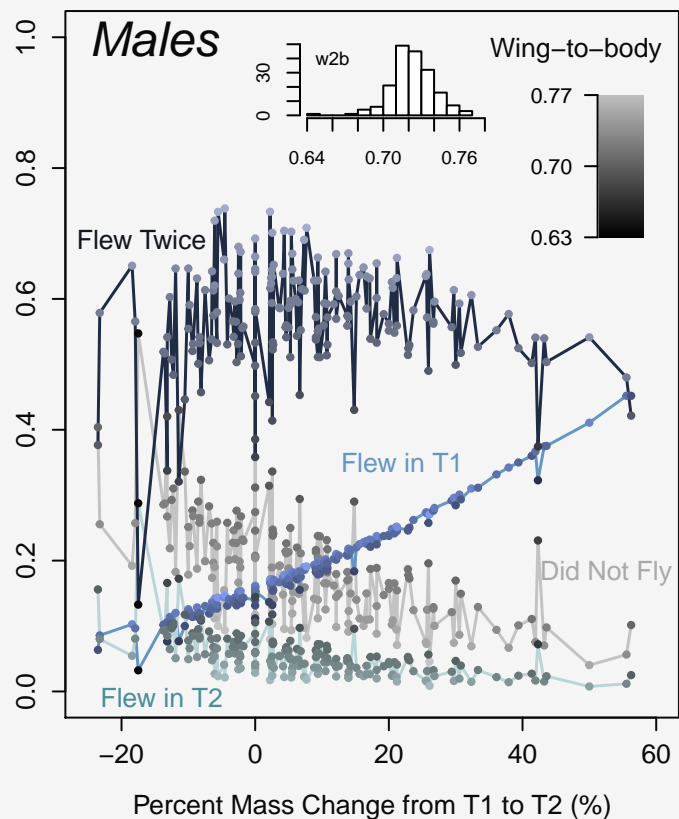 Males
w2b
Wing−to−body
1.0
0.8
0.6
0.4
0.2
0.0
30
0
0.64 0.70 0.76
0.77
0.70
0.63
Flew Twice
Flew in T1
Did Not Fly
Flew in T2
−20 0 20 40 60
Percent Mass Change from T1 to T2 (%)